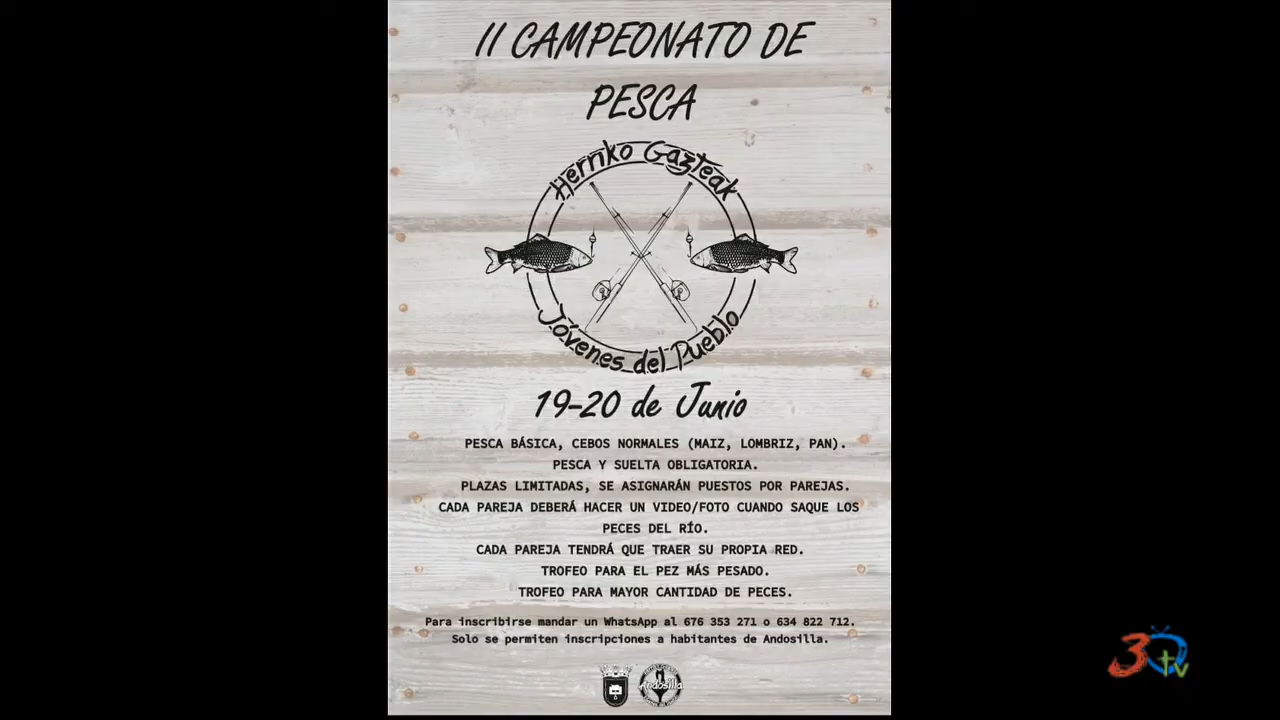 II CAMPEONATO DE
PESCA
Herriko Gazteak
Jóvenes del Pueblo
19-20 de Junio
PESCA BÁSICA, CEBOS NORMALES (MAIZ, LOMBRIZ, PAN).
PESCA Y SUELTA OBLIGATORIA.
PLAZAS LIMITADAS, SE ASIGNARÁN PUESTOS POR PAREJAS.
CADA PAREJA DEBERÁ HACER UN VIDEO/FOTO CUANDO SAQUE LOS
PECES DEL RÍO.
CADA PAREJA TENDRÁ QUE TRAER SU PROPIA RED.
TROFEO PARA EL PEZ MÁS PESADO.
TROFEO PARA MAYOR CANTIDAD DE PECES.
Para inscribirse mandar un WhatsApp al 676 353 271 o 634 822 712.
Solo se permiten inscripciones a habitantes de Andosilla.
Andosilla
tv